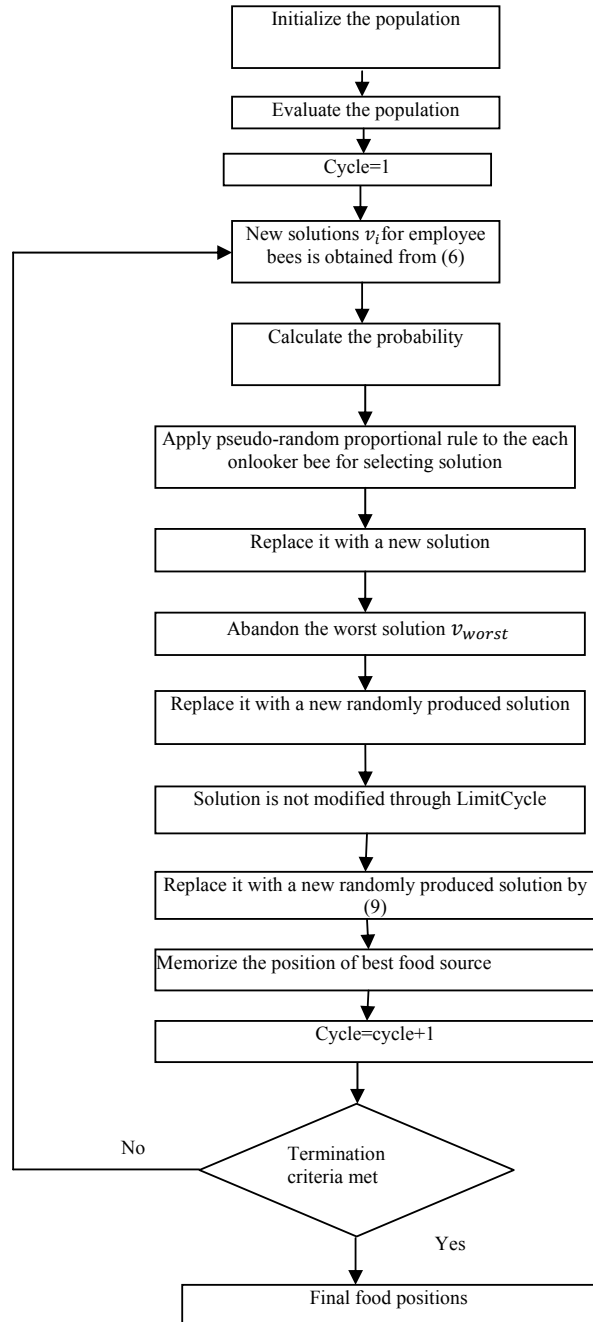 Initialize the population
Evaluate the population
Cycle=1
New solutions 𝑣𝑖 for employee
bees is obtained from (6)
Calculate the probability
Apply pseudo-random proportional rule to the each
onlooker bee for selecting solution
Replace it with a new solution
Abandon the worst solution 𝑣𝑤𝑜𝑟𝑠𝑡
Replace it with a new randomly produced solution
Solution is not modified through LimitCycle
Replace it with a new randomly produced solution by
(9)
Memorize the position of best food source
Cycle=cycle+1
No
Termination
criteria met
Yes
Final food positions